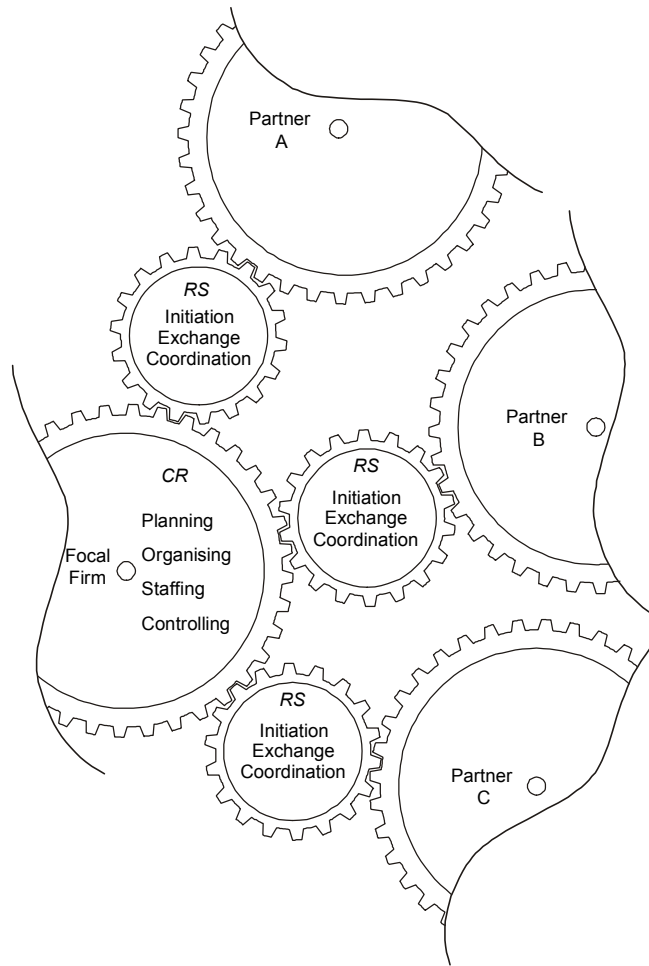 Partner
A
RS
Initiation
Exchange
Coordination
Partner
B
RS
Initiation
Exchange
Coordination
CR
Planning
Organising
Staffing
Controlling
Focal
Firm
RS
Initiation
Exchange
Coordination
Partner
C